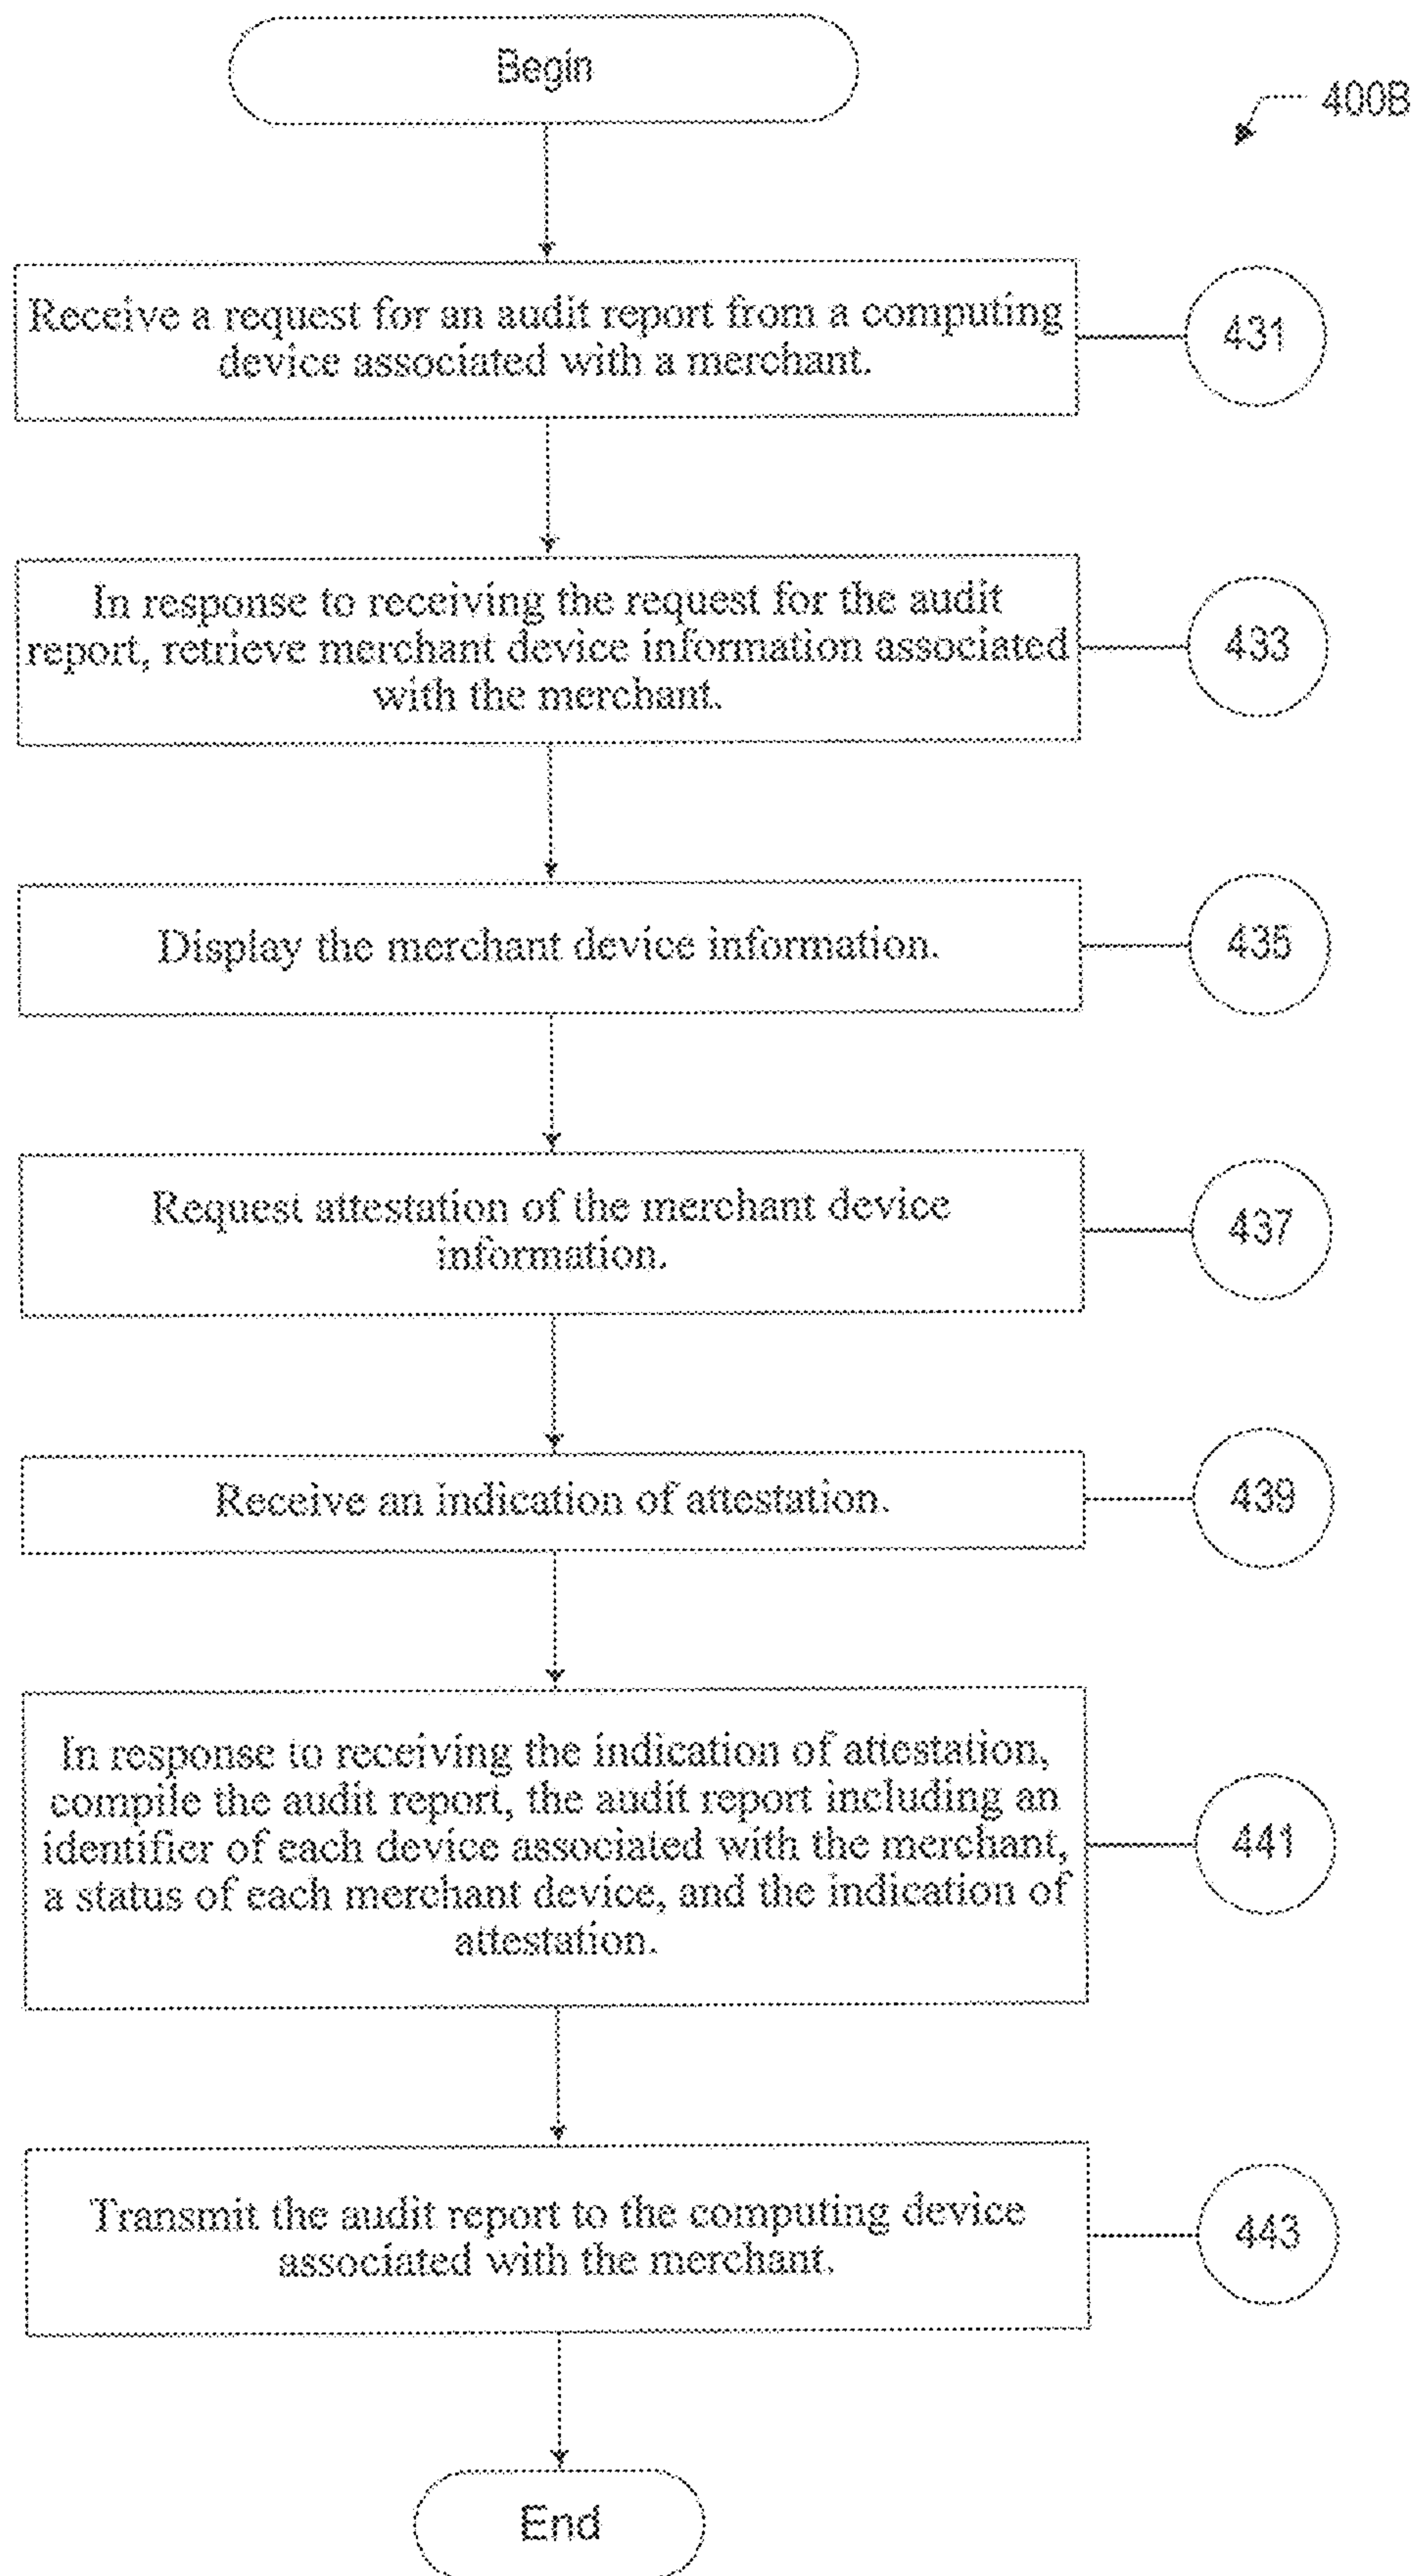 Begin
400B
Receive a request for an audit report from a computing
device associated with a merchant.
431
In response to receiving the request for the audit
report, retrieve merchant device information associated
with the merchant.
433
Display the merchant device information.
435
Request attestation of the merchant device
information.
437
Receive an indication of attestation.
439
In response to receiving the indication of attestation,
compile the audit report, the audit report including an
identifier of each device associated with the merchant,
a status of each merchant device, and the indication of
attestation.
441
Transmit the audit report to the computing device
associated with the merchant.
443
End